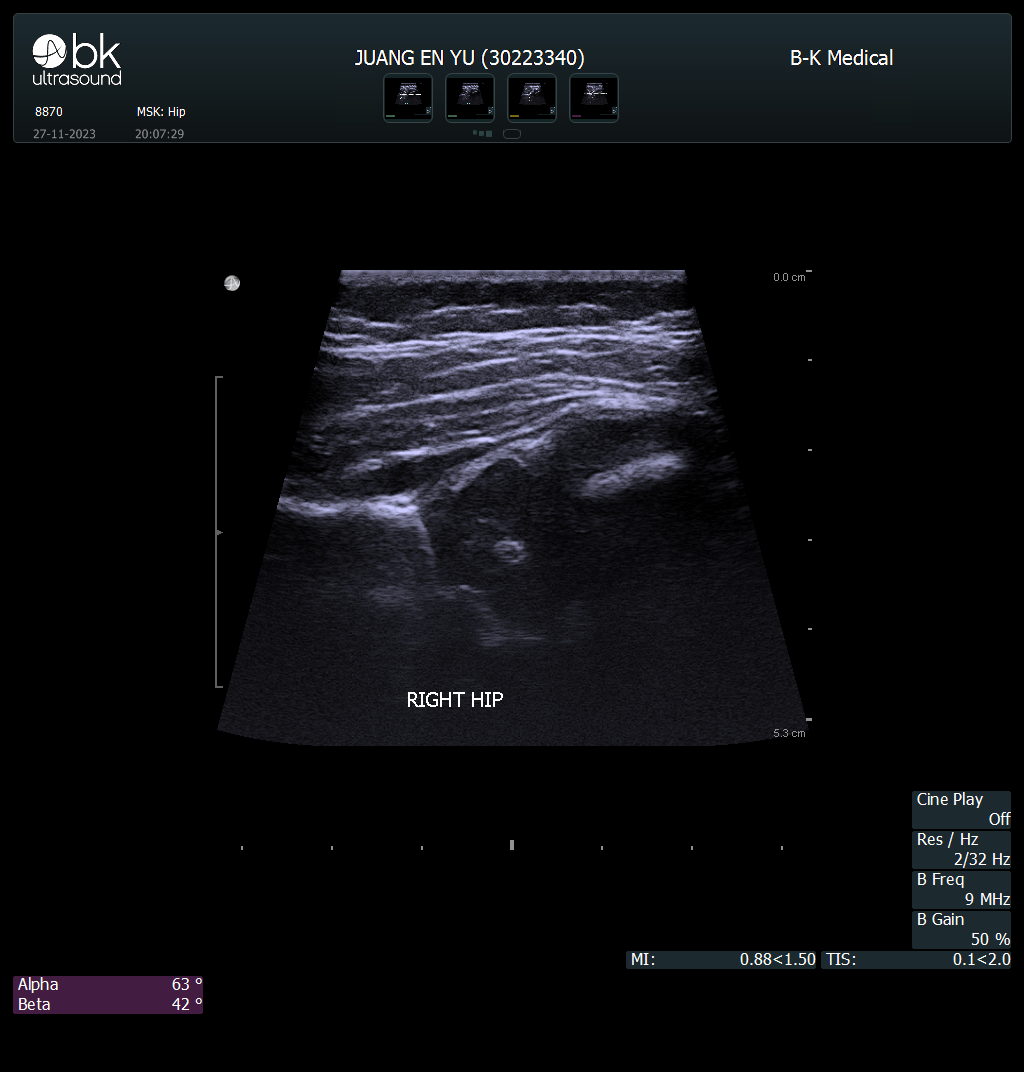 bk
ultrasound
JUANG EN YU (30223340)
B-K Medical
8870
MSK: Hip
27-11-2023
20:07:29
0.0 cm
RIGHT HIP
5.3 cm
Cine Play
Off
Res / Hz
2/32 Hz
B Freq
9 MHz
B Gain
50 %
MI: 0.88<1.50
TIS: 0.1<2.0
Alpha 63 °
Beta 42 °